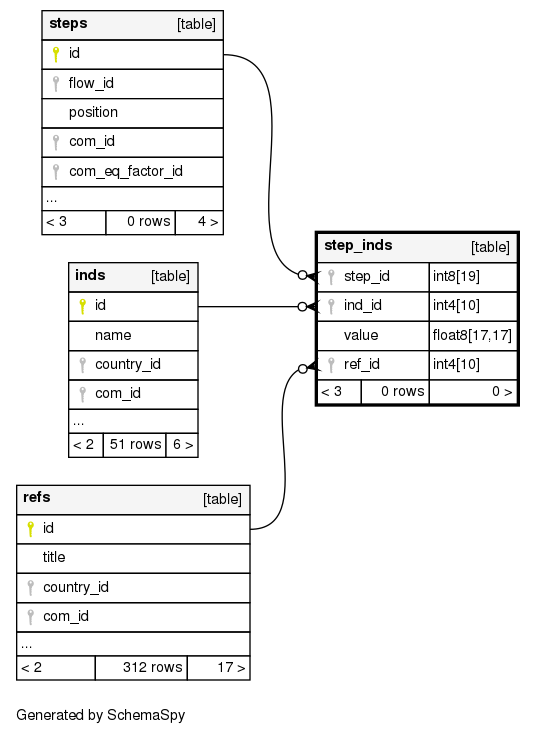 steps [table]
id
flow_id
position
com_id
com_eq_factor_id
...
< 3 0 rows 4 >
inds [table]
id
name
country_id
com_id
...
< 2 51 rows 6 >
refs [table]
id
title
country_id
com_id
...
< 2 312 rows 17 >
step_inds [table]
step_id int8[19]
ind_id int4[10]
value float8[17,17]
ref_id int4[10]
< 3 0 rows 0 >
Generated by SchemaSpy